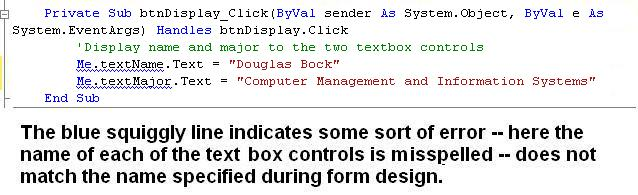 Private Sub btnDisplay_Click(ByVal sender As System.Object, ByVal e As
System.EventArgs) Handles btnDisplay.Click
'Display name and major to the two textbox controls
Me.textName.Text = "Douglas Bock"
Me.textMajor.Text = "Computer Management and Information Systems"
End Sub
The blue squiggly line indicates some sort of error -- here the
name of each of the text box controls is misspelled -- does not
match the name specified during form design.